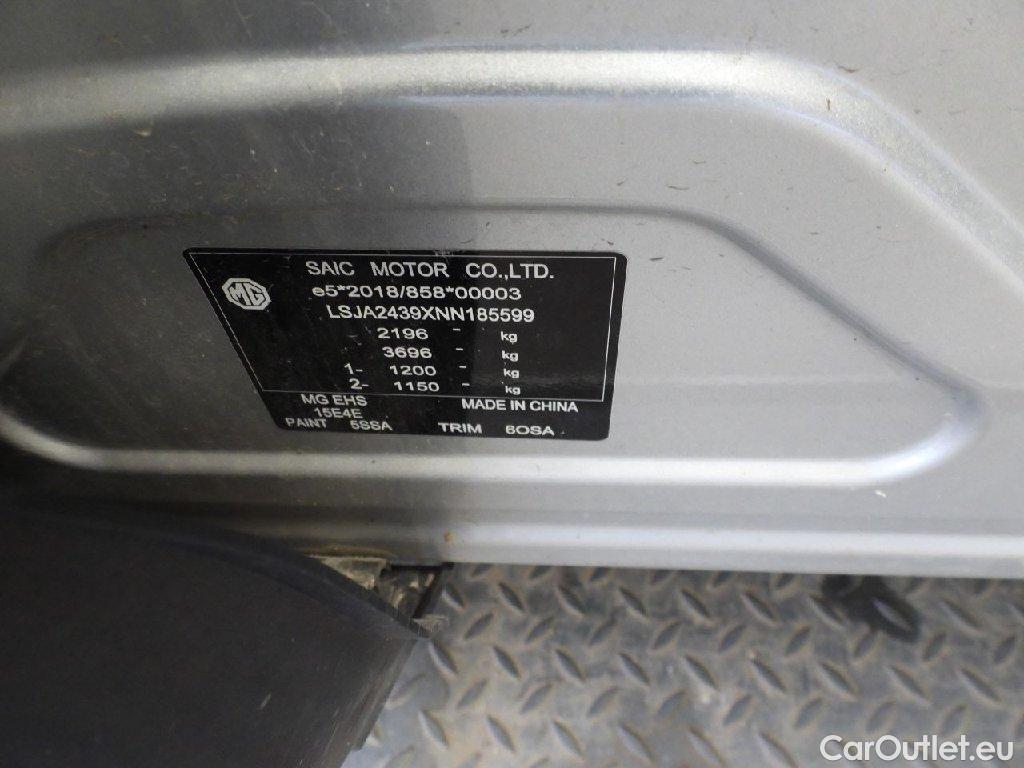 SAIC MOTOR CO.,LTD.
MG
e5*2018/858*00003
LSJA2439XNN185599
2196 - kg
3696 - kg
1- 1200 - kg
2- 1150 - kg
MG EHS MADE IN CHINA
15E4E
PAINT 5SSA TRIM 6OSA
CarOutlet.eu